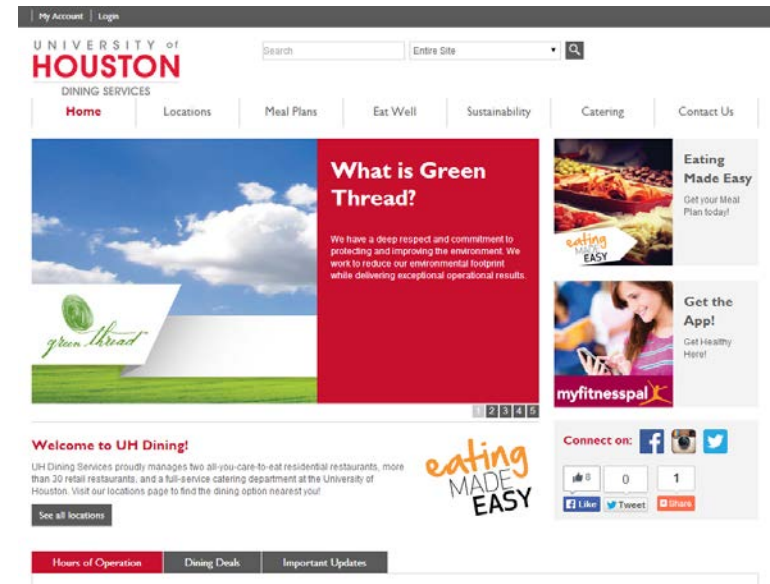 My Account Login
UNIVERSITY of
HOUSTON
DINING SERVICES
Search
Entire Site
Home Locations Meal Plans Eat Well Sustainability Catering Contact Us
What is Green
Thread?
We have a deep respect and commitment to
protecting and improving the environment. We
work to reduce our environmental footprint
while delivering exceptional operational results.
green thread
1 2 3 4 5
eating
MADE
EASY
Eating
Made Easy
Get your Meal
Plan today!
myfitnesspal
Get the
App!
Get Healthy
Here!
Welcome to UH Dining!
UH Dining Services proudly manages two all-you-care-to-eat residential restaurants, more
than 30 retail restaurants, and a full-service catering department at the University of
Houston. Visit our locations page to find the dining option nearest you!
See all locations
eating
MADE
EASY
Connect on:
8 0 1
Like Tweet Share
Hours of Operation Dining Deals Important Updates